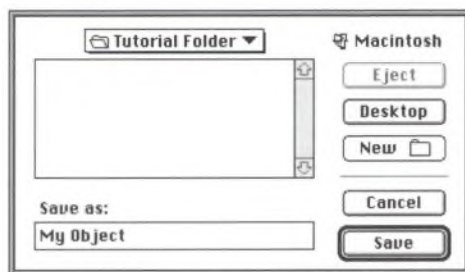 Tutorial Folder
Macintosh
Eject
Desktop
New
Save as:
My Object
Cancel
Save